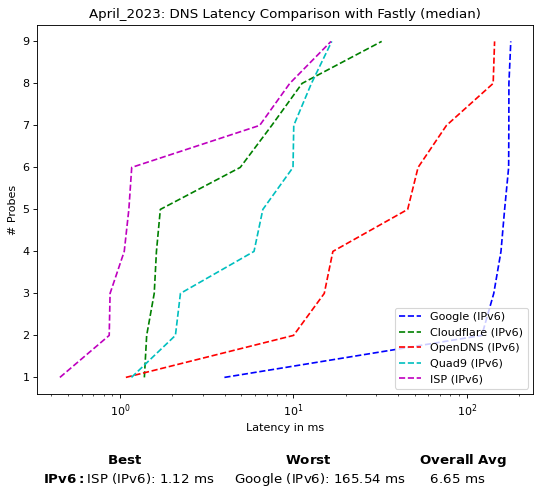 April_2023: DNS Latency Comparison with Fastly (median)
9
8
7
6
5
4
3
2
1
# Probes
Google (IPv6)
Cloudflare (IPv6)
OpenDNS (IPv6)
Quad9 (IPv6)
ISP (IPv6)
10⁰ 10¹ 10²
Latency in ms
Best Worst Overall Avg
IPv6: ISP (IPv6): 1.12 ms Google (IPv6): 165.54 ms 6.65 ms